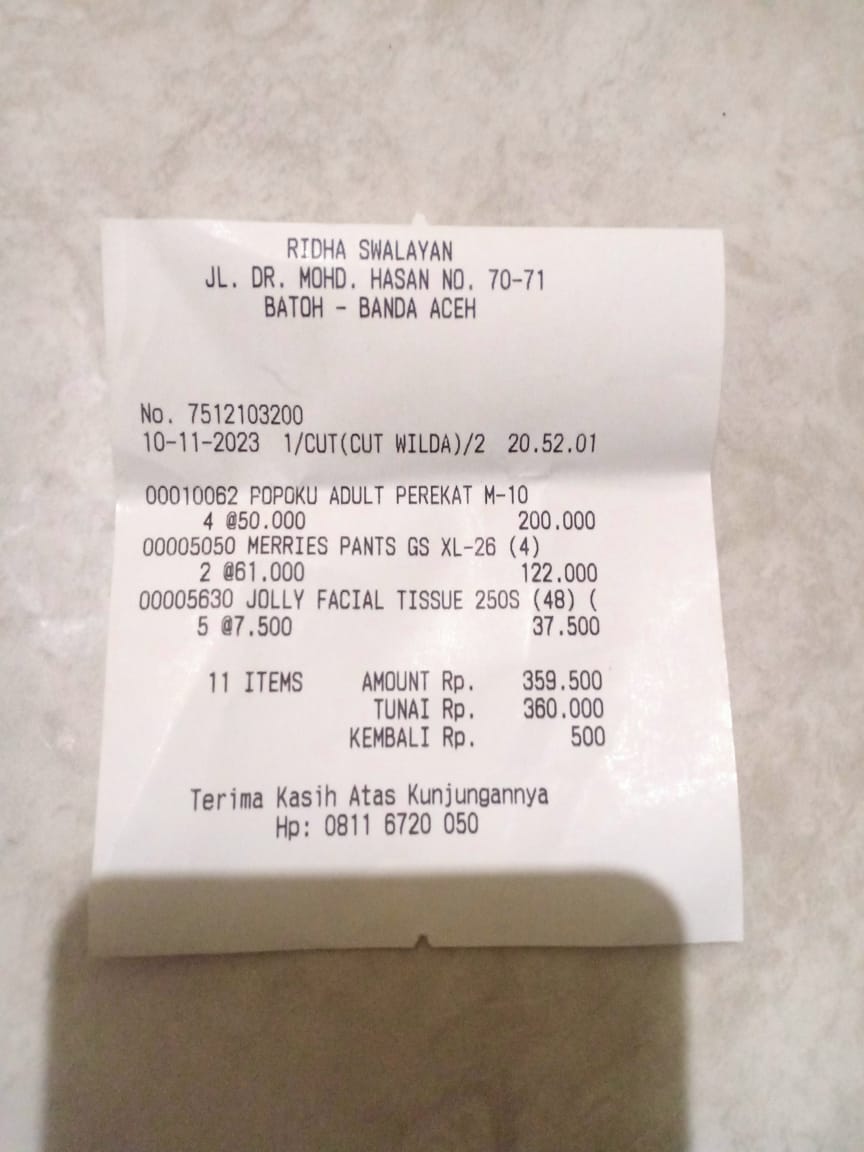 RIDHA SWALAYAN
JL. DR. MOHD. HASAN NO. 70-71
BATOH - BANDA ACEH
No. 7512103200
10-11-2023 1/CUT(CUT WILDA)/2 20.52.01
00010062 POPOKU ADULT PEREKAT M-10
4 @50.000 200.000
00005050 MERRIES PANTS GS XL-26 (4)
2 @61.000 122.000
00005630 JOLLY FACIAL TISSUE 250S (48) (
5 @7.500 37.500
11 ITEMS AMOUNT Rp. 359.500
TUNAI Rp. 360.000
KEMBALI Rp. 500
Terima Kasih Atas Kunjungannya
Hp: 0811 6720 050